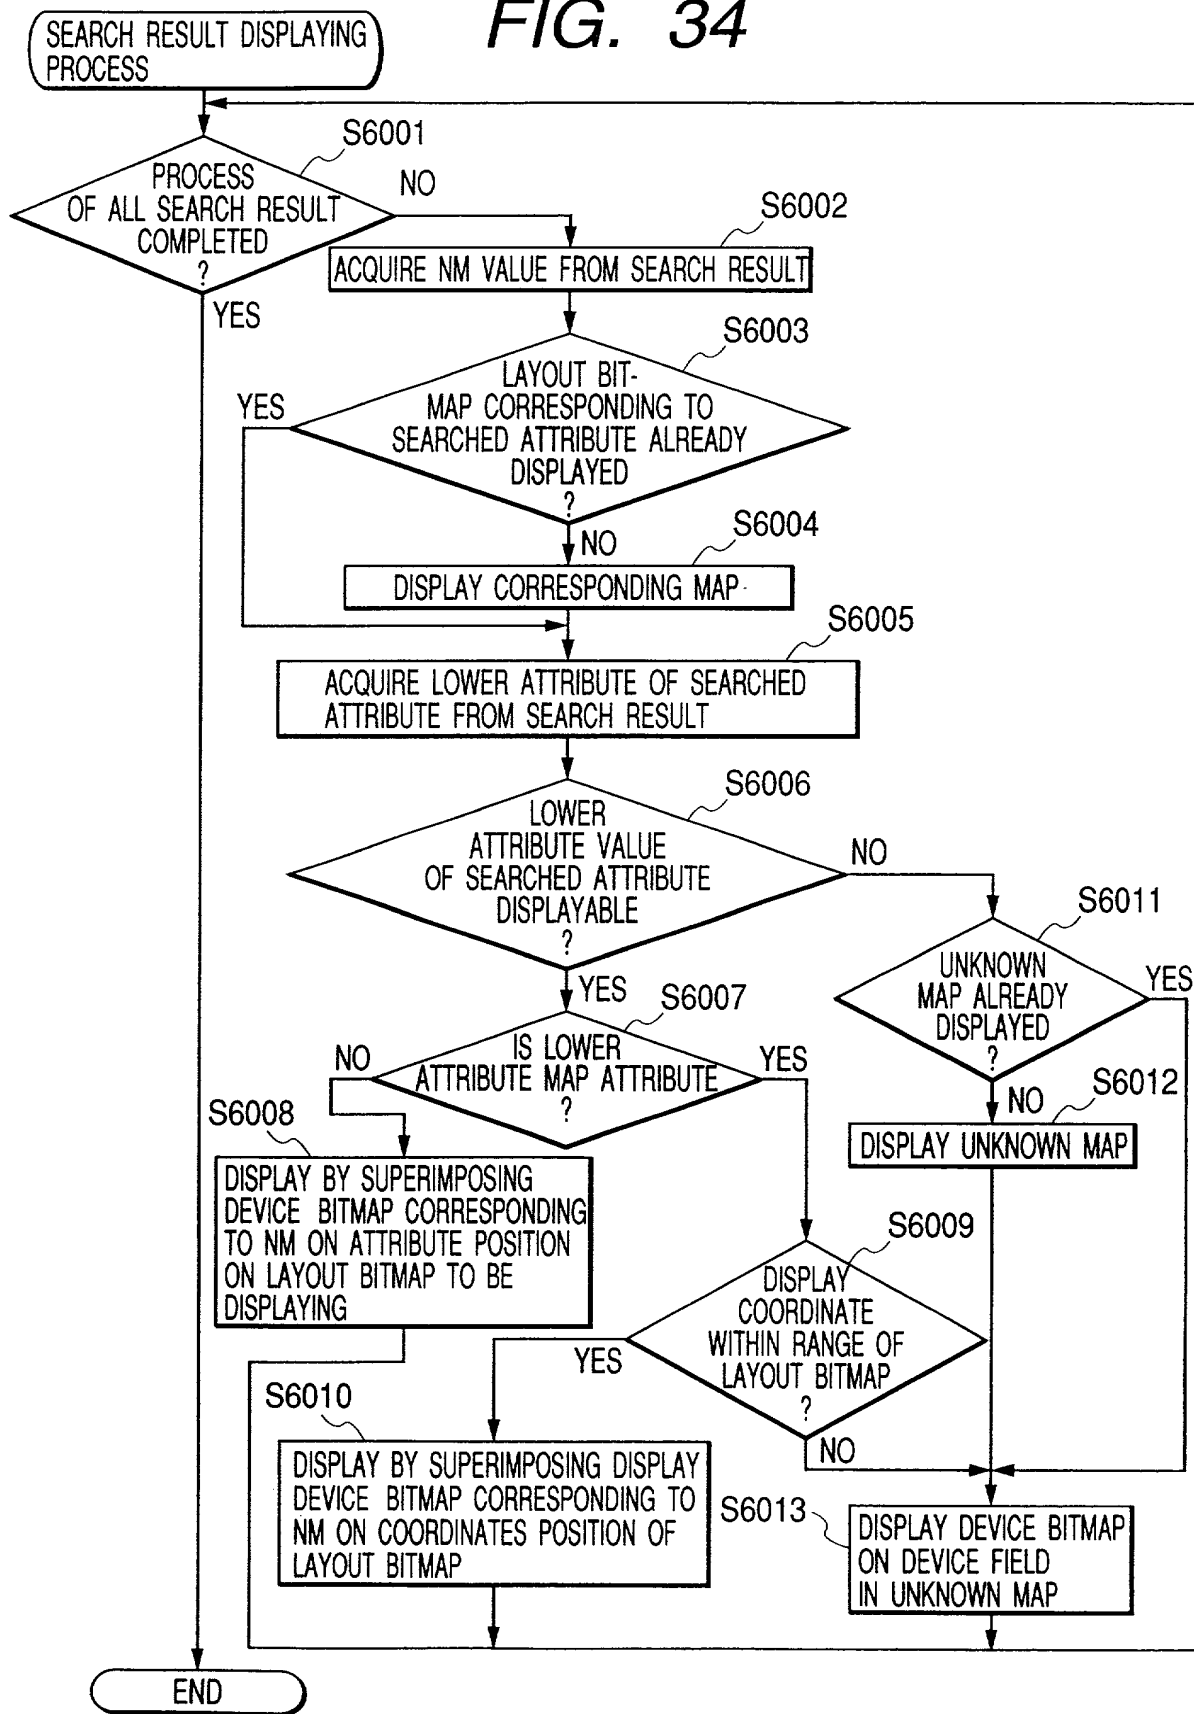 FIG. 34
SEARCH RESULT DISPLAYING
PROCESS
S6001
PROCESS
OF ALL SEARCH RESULT
COMPLETED
?
NO
YES
S6002
ACQUIRE NM VALUE FROM SEARCH RESULT
S6003
LAYOUT BIT-
MAP CORRESPONDING TO
SEARCHED ATTRIBUTE ALREADY
DISPLAYED
?
YES
NO
S6004
DISPLAY CORRESPONDING MAP
S6005
ACQUIRE LOWER ATTRIBUTE OF SEARCHED
ATTRIBUTE FROM SEARCH RESULT
S6006
LOWER
ATTRIBUTE VALUE
OF SEARCHED ATTRIBUTE
DISPLAYABLE
?
NO
YES
S6011
UNKNOWN
MAP ALREADY
DISPLAYED
?
YES
NO
S6007
IS LOWER
ATTRIBUTE MAP ATTRIBUTE
?
NO
YES
S6012
DISPLAY UNKNOWN MAP
S6008
DISPLAY BY SUPERIMPOSING
DEVICE BITMAP CORRESPONDING
TO NM ON ATTRIBUTE POSITION
ON LAYOUT BITMAP TO BE
DISPLAYING
S6009
DISPLAY
COORDINATE
WITHIN RANGE OF
LAYOUT BITMAP
?
YES
NO
S6010
DISPLAY BY SUPERIMPOSING DISPLAY
DEVICE BITMAP CORRESPONDING TO
NM ON COORDINATES POSITION OF
LAYOUT BITMAP
S6013
DISPLAY DEVICE BITMAP
ON DEVICE FIELD
IN UNKNOWN MAP
END